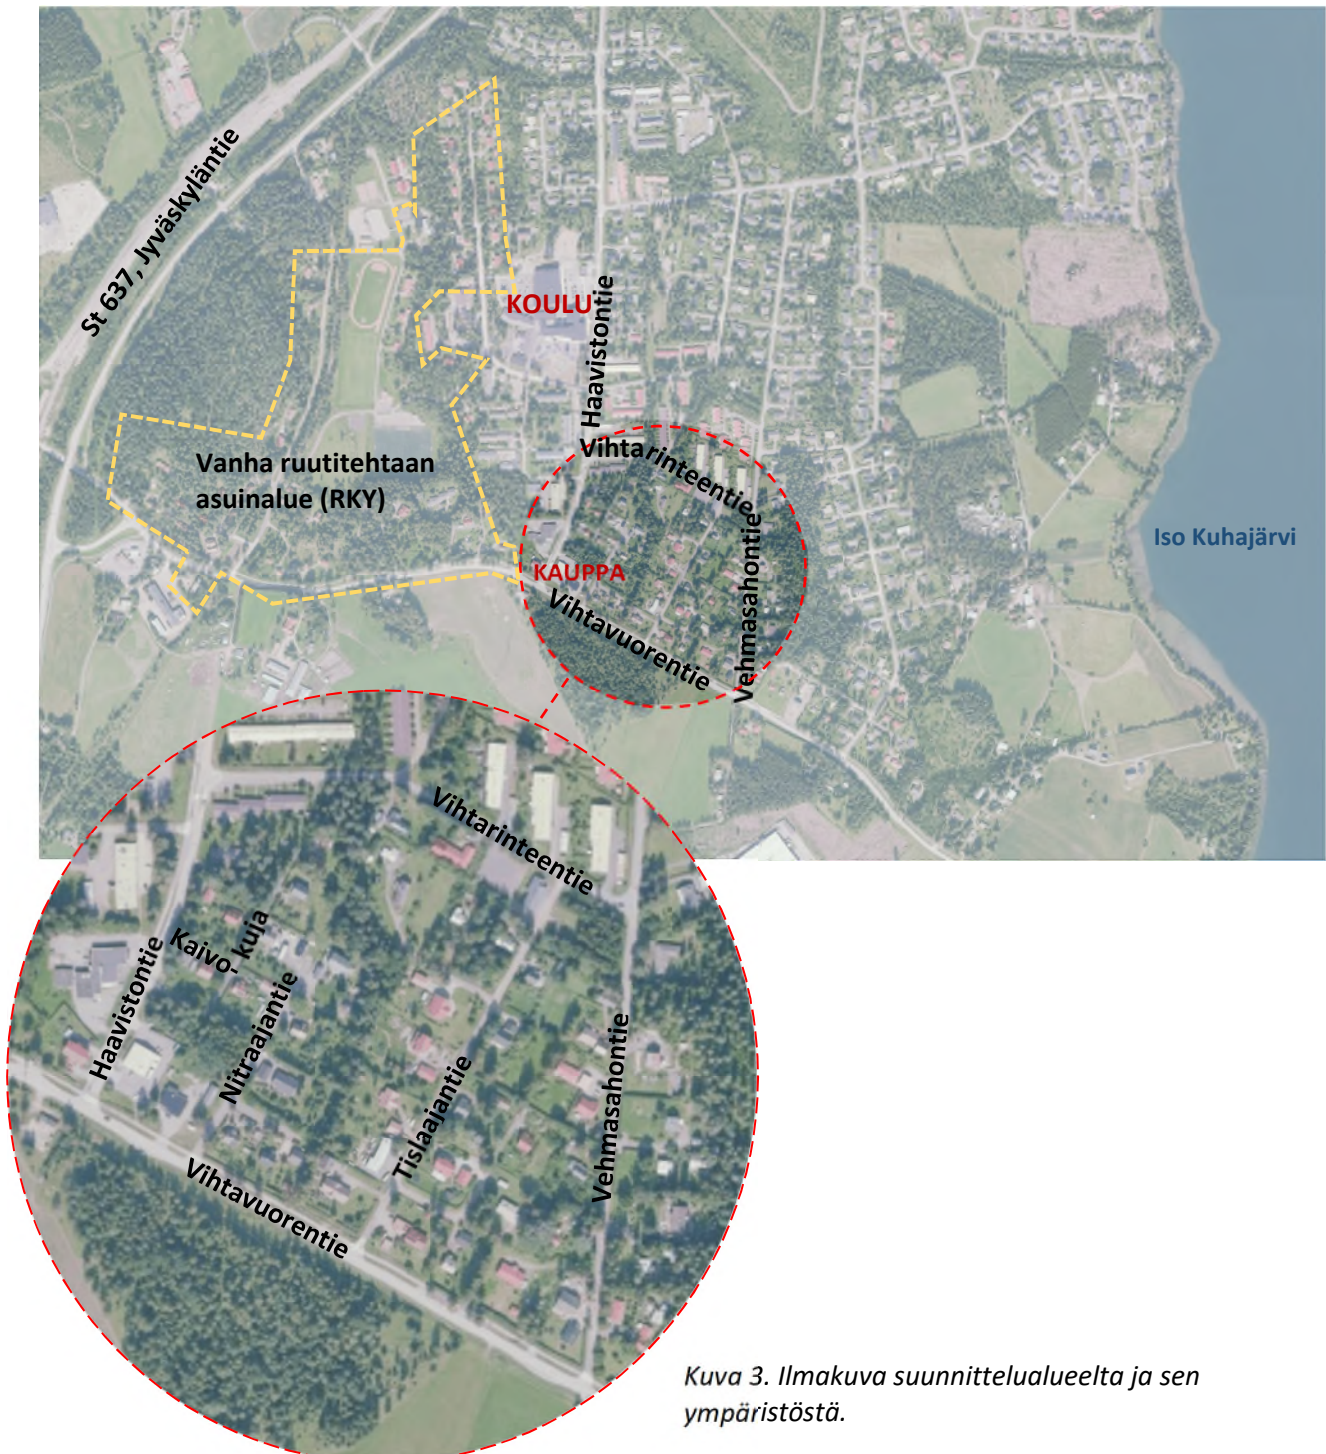 St 637, Jyväskyläntie
KOULU
Haavistontie
Vihtarinteentie
Vanha ruutitehtaan
asuinalue (RKY)
Vehmasahontie
Iso Kuhajärvi
KAUPPA
Vihtavuorentie
Vihtarinteentie
Kaivo-
kuja
Haavistontie
Nitraajantie
Tislaajantie
Vehmasahontie
Vihtavuorentie
Kuva 3. Ilmakuva suunnittelualueelta ja sen
ympäristöstä.